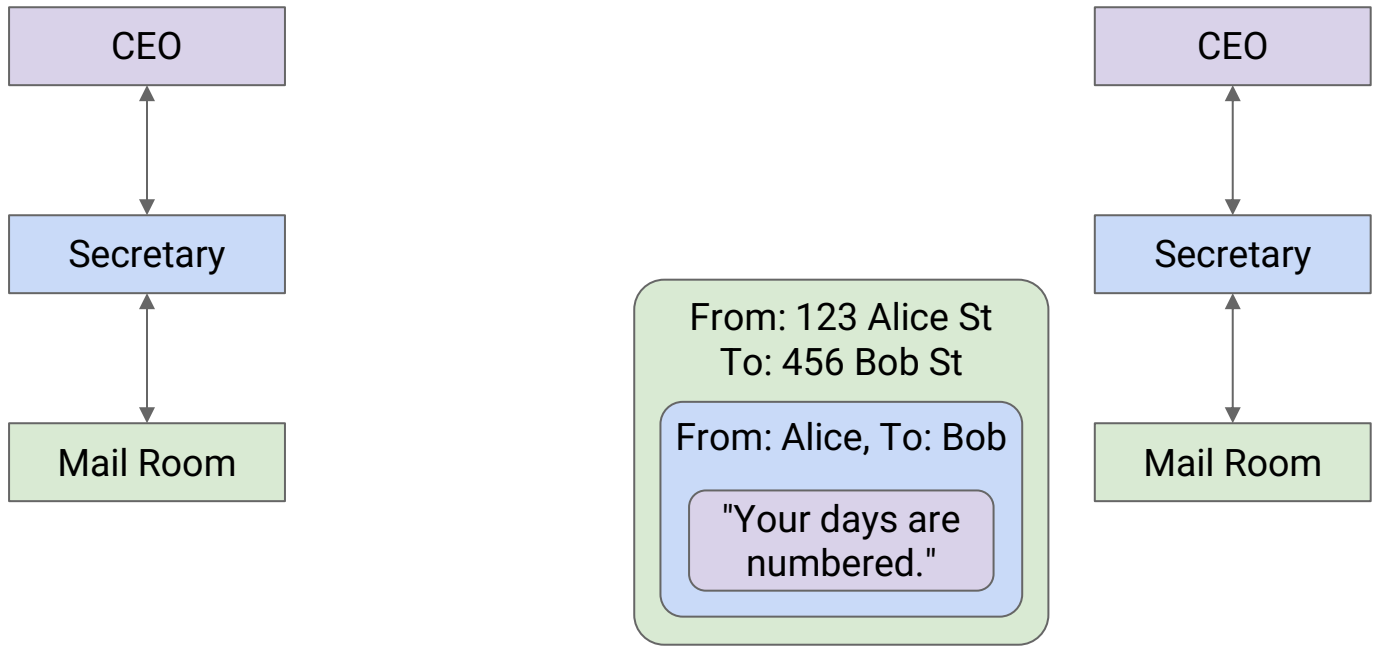 CEO
CEO
Secretary
Secretary
From: 123 Alice St
To: 456 Bob St
From: Alice, To: Bob
Mail Room
Mail Room
"Your days are
numbered."